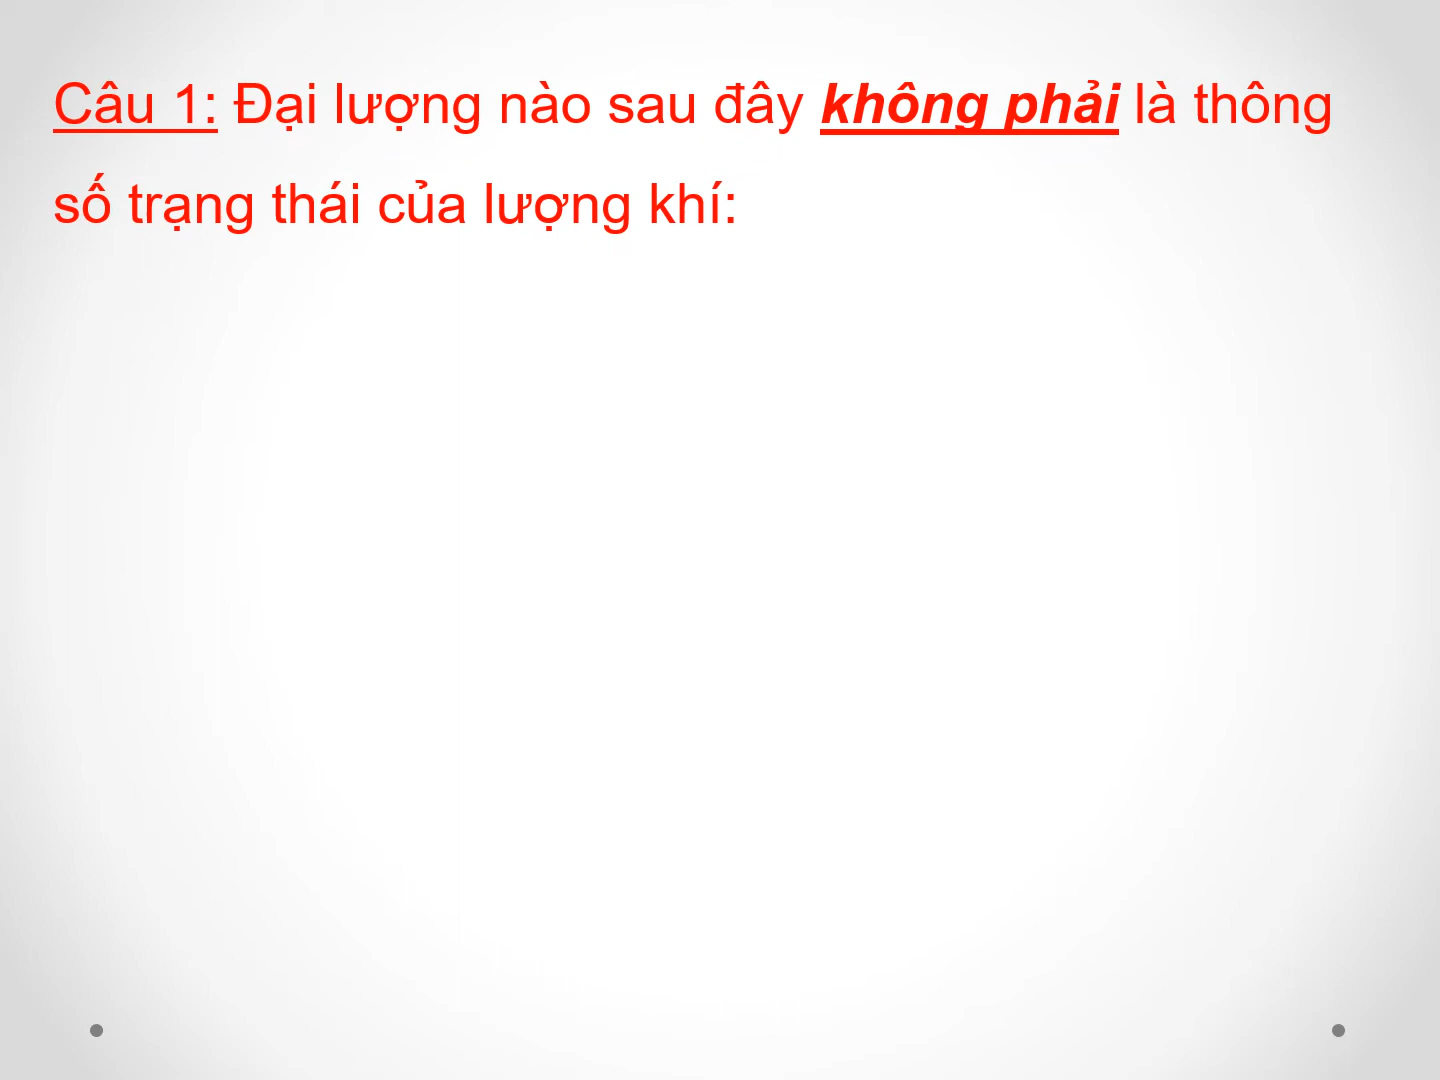 Câu 1: Đại lượng nào sau đây không phải là thông
số trạng thái của lượng khí: